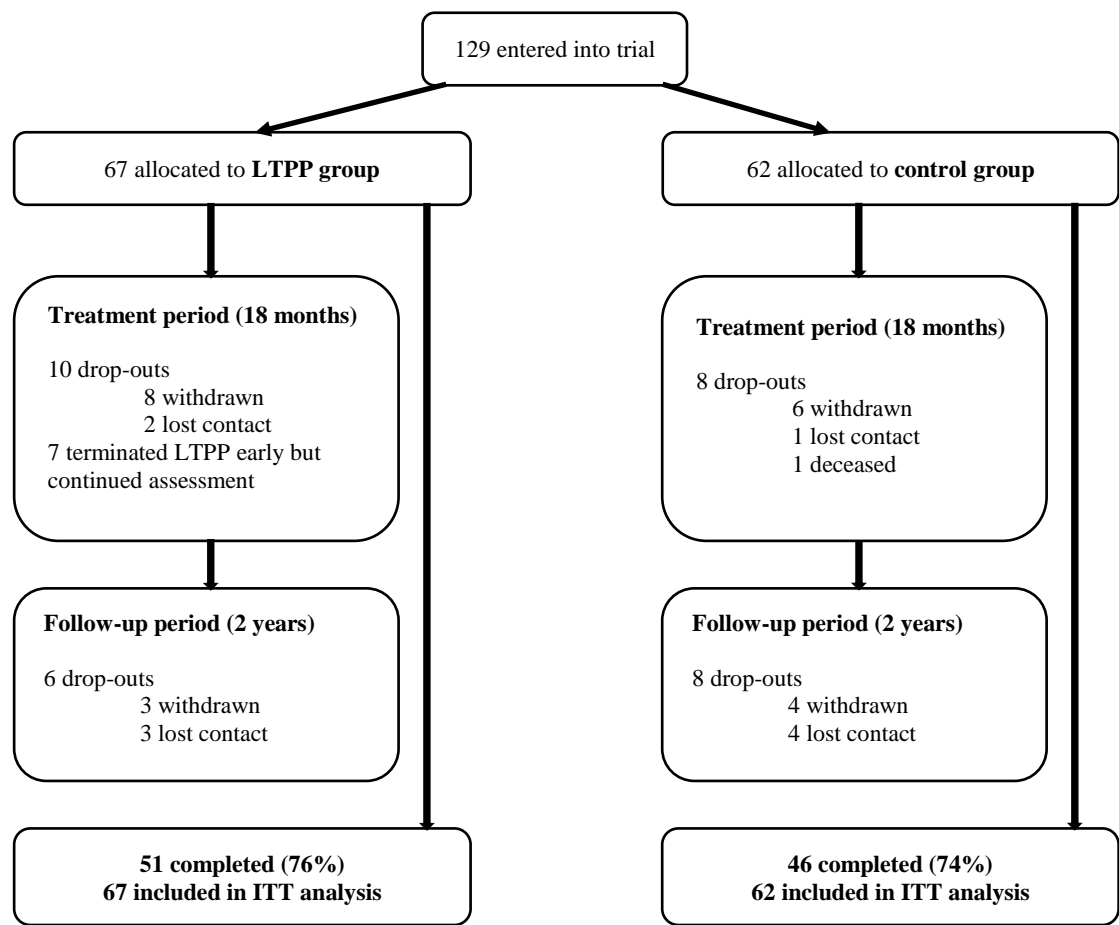 129 entered into trial
67 allocated to LTPP group
62 allocated to control group
Treatment period (18 months)
10 drop-outs
8 withdrawn
2 lost contact
7 terminated LTPP early but
continued assessment
Treatment period (18 months)
8 drop-outs
6 withdrawn
1 lost contact
1 deceased
Follow-up period (2 years)
6 drop-outs
3 withdrawn
3 lost contact
Follow-up period (2 years)
8 drop-outs
4 withdrawn
4 lost contact
51 completed (76%)
67 included in ITT analysis
46 completed (74%)
62 included in ITT analysis